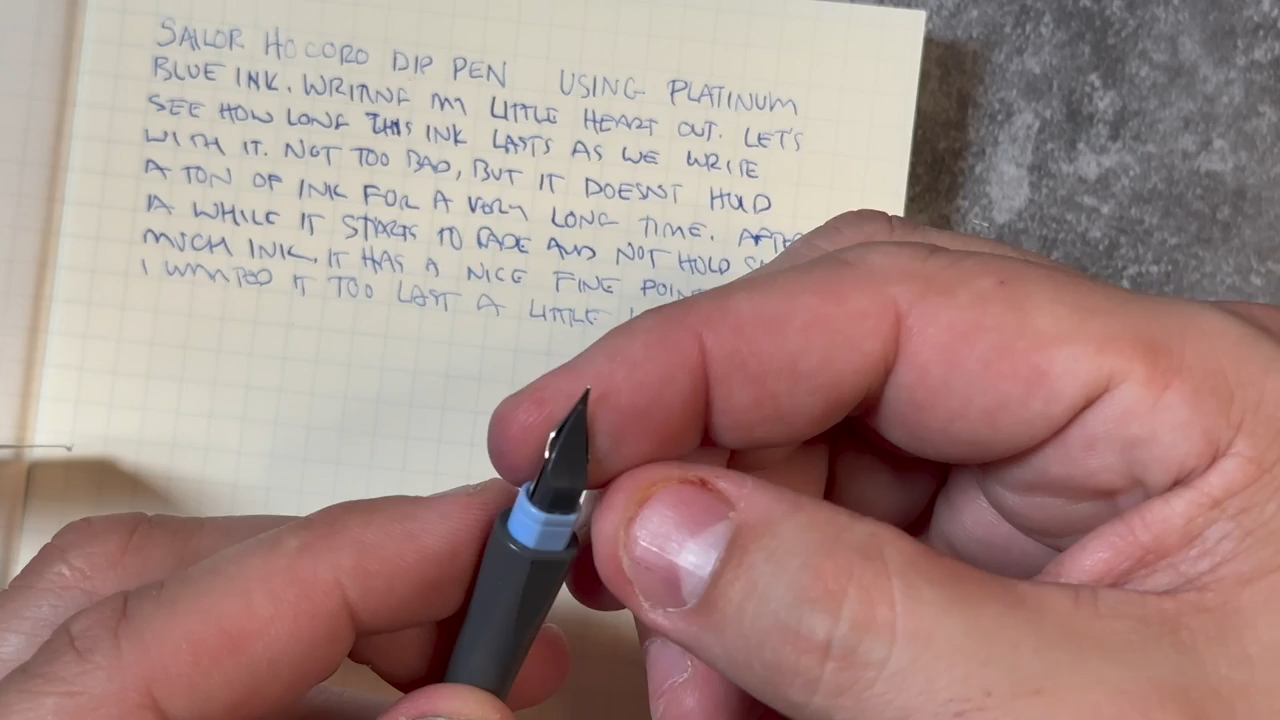 SAILOR HOCORO DIP PEN USING PLATINUM
BLUE INK. WRITING MY LITTLE HEART OUT. LET'S
SEE HOW LONG THIS INK LASTS AS WE WRITE
WITH IT. NOT TOO BAD, BUT IT DOESNT HOLD
A TON OF INK FOR A VERY LONG TIME. AFTER
A WHILE IT STARTS TO FADE AND NOT HOLD
MUCH INK. IT HAS A NICE FINE POINT
I WANTED IT TOO LAST A LITTLE